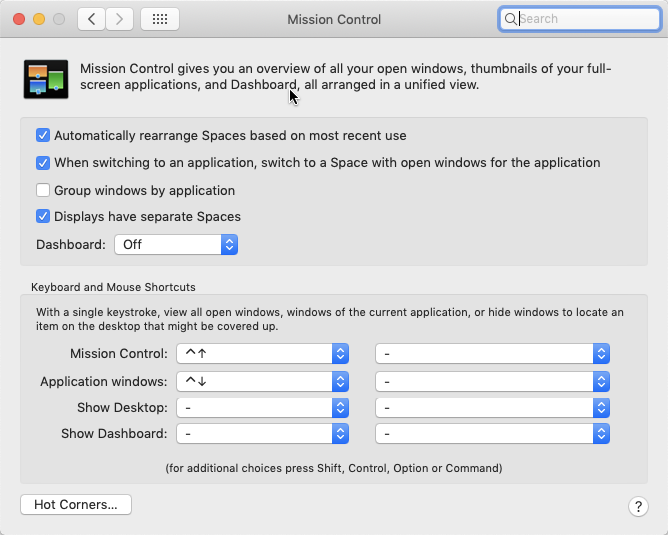 Mission Control
Search
Mission Control gives you an overview of all your open windows, thumbnails of your full-
screen applications, and Dashboard, all arranged in a unified view.
Automatically rearrange Spaces based on most recent use
When switching to an application, switch to a Space with open windows for the application
Group windows by application
Displays have separate Spaces
Dashboard: Off
Keyboard and Mouse Shortcuts
With a single keystroke, view all open windows, windows of the current application, or hide windows to locate an
item on the desktop that might be covered up.
Mission Control: ^↑ -
Application windows: ^↓ -
Show Desktop: - -
Show Dashboard: - -
(for additional choices press Shift, Control, Option or Command)
Hot Corners... ?